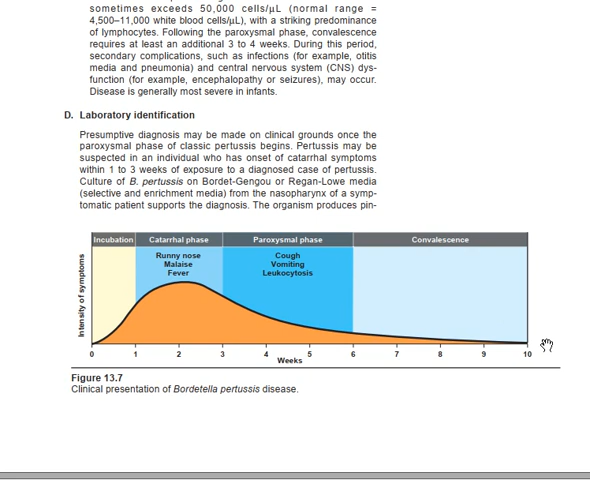 sometimes exceeds 50,000 cells/μL (normal range =
4,500–11,000 white blood cells/μL), with a striking predominance
of lymphocytes. Following the paroxysmal phase, convalescence
requires at least an additional 3 to 4 weeks. During this period,
secondary complications, such as infections (for example, otitis
media and pneumonia) and central nervous system (CNS) dys-
function (for example, encephalopathy or seizures), may occur.
Disease is generally most severe in infants.
D. Laboratory identification
Presumptive diagnosis may be made on clinical grounds once the
paroxysmal phase of classic pertussis begins. Pertussis may be
suspected in an individual who has onset of catarrhal symptoms
within 1 to 3 weeks of exposure to a diagnosed case of pertussis.
Culture of B. pertussis on Bordet-Gengou or Regan-Lowe media
(selective and enrichment media) from the nasopharynx of a symp-
tomatic patient supports the diagnosis. The organism produces pin-
Incubation Catarrhal phase Paroxysmal phase Convalescence
Runny nose
Malaise
Fever
Cough
Vomiting
Leukocytosis
Intensity of symptoms
0 1 2 3 4 5 6 7 8 9 10
Weeks
Figure 13.7
Clinical presentation of Bordetella pertussis disease.